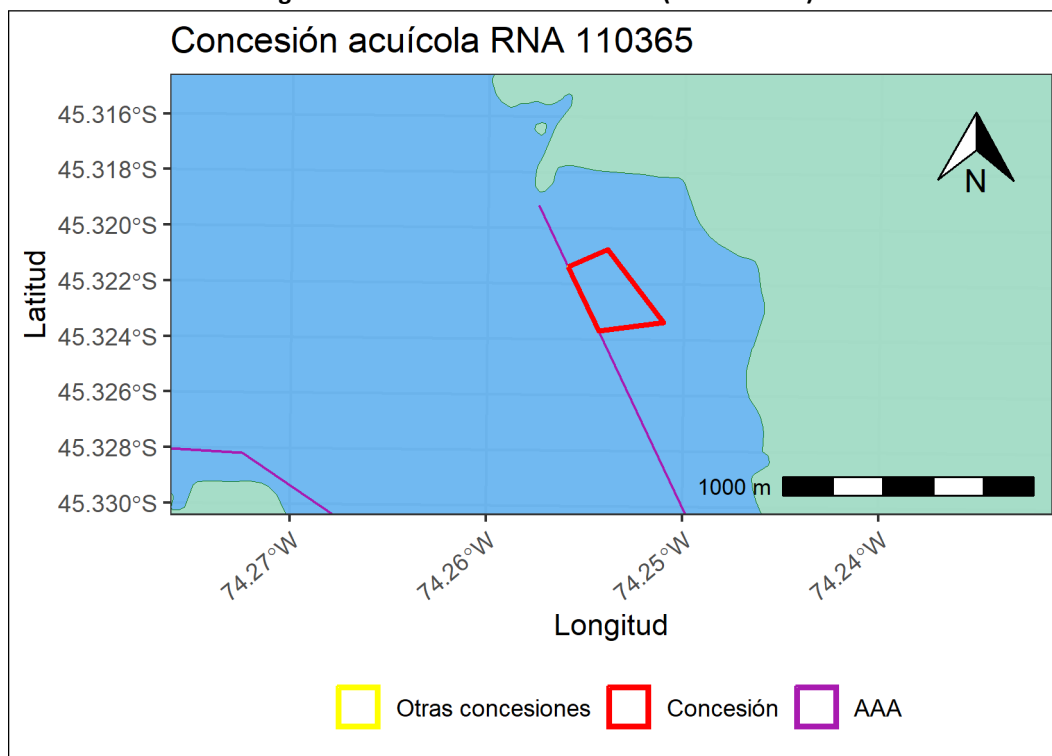 Concesión acuícola RNA 110365
45.316°S
45.318°S
45.320°S
45.322°S
45.324°S
45.326°S
45.328°S
45.330°S
Latitud
N
1000 m
74.27°W
74.26°W
74.25°W
74.24°W
Longitud
Otras concesiones
Concesión
AAA